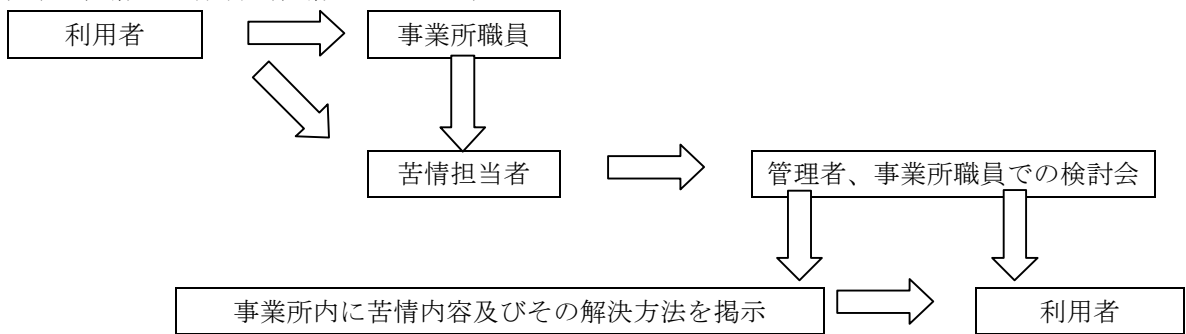 利用者
事業所職員
苦情担当者
管理者、事業所職員での検討会
事業所内に苦情内容及びその解決方法を掲示
利用者